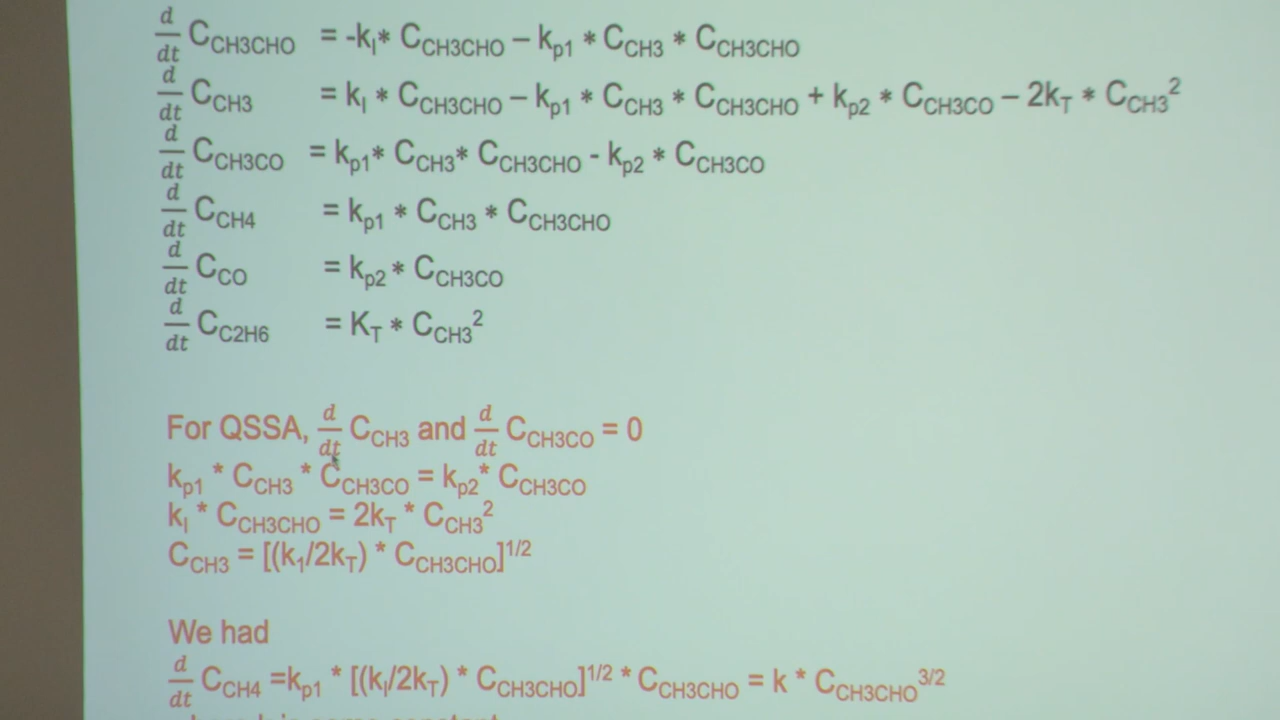 d/dt C_CH3CHO = -k_I* C_CH3CHO – k_p1 * C_CH3 * C_CH3CHO
d/dt C_CH3 = k_I * C_CH3CHO – k_p1 * C_CH3 * C_CH3CHO + k_p2 * C_CH3CO – 2k_T * C_CH3^2
d/dt C_CH3CO = k_p1* C_CH3* C_CH3CHO - k_p2 * C_CH3CO
d/dt C_CH4 = k_p1 * C_CH3 * C_CH3CHO
d/dt C_CO = k_p2 * C_CH3CO
d/dt C_C2H6 = K_T * C_CH3^2
For QSSA, d/dt C_CH3 and d/dt C_CH3CO = 0
k_p1 * C_CH3 * C_CH3CO = k_p2* C_CH3CO
k_I * C_CH3CHO = 2k_T * C_CH3^2
C_CH3 = [(k_1/2k_T) * C_CH3CHO]^1/2
We had
d/dt C_CH4 =k_p1 * [(k_I/2k_T) * C_CH3CHO]^1/2 * C_CH3CHO = k * C_CH3CHO^3/2